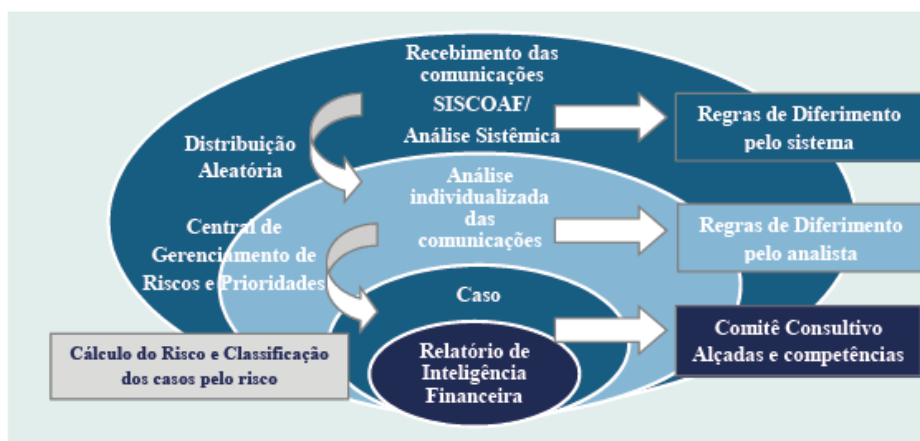 Recebimento das
comunicações
SISCOAF/
Análise Sistêmica
Regras de Diferimento
pelo sistema
Distribuição
Aleatória
Análise
individualizada
das
comunicações
Regras de Diferimento
pelo analista
Central de
Gerenciamento de
Riscos e Prioridades
Caso
Comitê Consultivo
Alçadas e competências
Cálculo do Risco e Classificação
dos casos pelo risco
Relatório de
Inteligência
Financeira